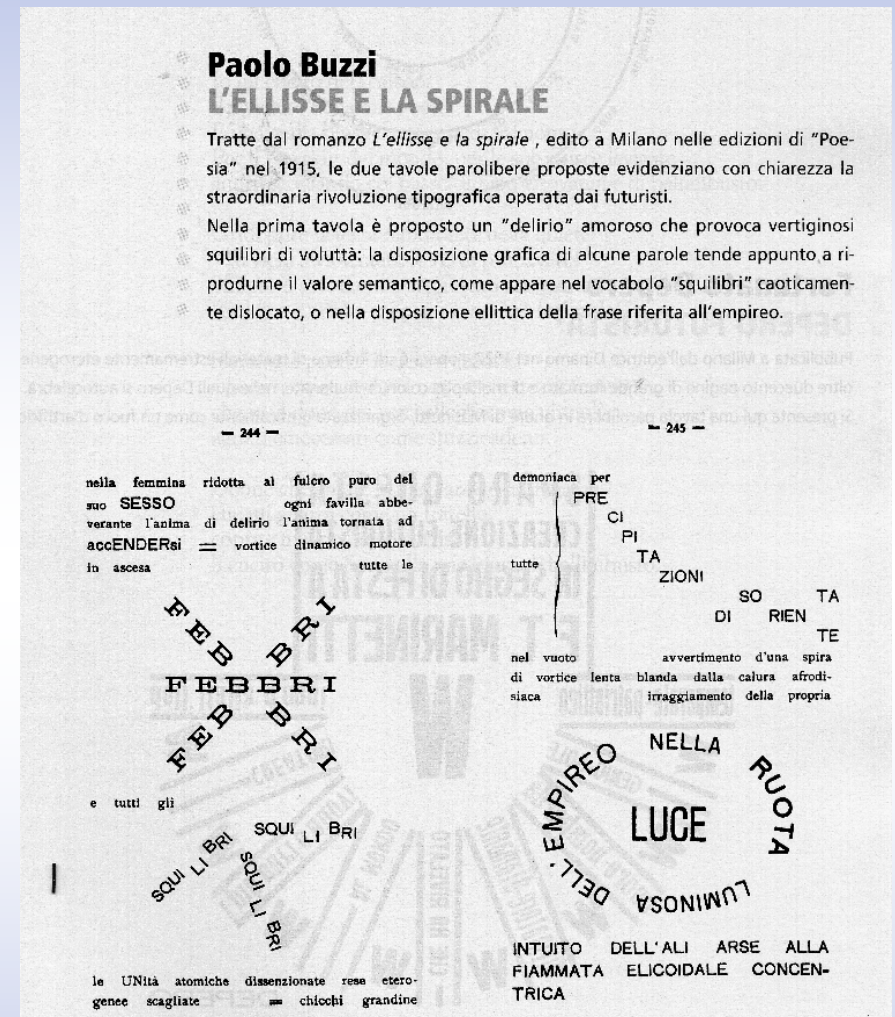 Paolo Buzzi
L'ELLISSE E LA SPIRALE
Tratte dal romanzo L'ellisse e la spirale , edito a Milano nelle edizioni di "Poe-
sia" nel 1915, le due tavole parolibere proposte evidenziano con chiarezza la
straordinaria rivoluzione tipografica operata dai futuristi.
Nella prima tavola è proposto un "delirio" amoroso che provoca vertiginosi
squilibri di voluttà: la disposizione grafica di alcune parole tende appunto a ri-
produrne il valore semantico, come appare nel vocabolo "squilibri" caoticamen-
te dislocato, o nella disposizione ellittica della frase riferita all'empireo.
— 244 —
nella femmina ridotta al fulcro puro del
suo SESSO ogni favilla abbe-
verante l'anima di delirio l'anima tornata ad
accENDERsi = vortice dinamico motore
in ascesa tutte le
FEB BRI
FEBBRI
FEB BRI
e tutti gli
SQUI LI BRI
SQUI LI BRI
SQUI LI BRI
le UNità atomiche dissenzionate rese etero-
genee scagliate = chicchi grandine
— 245 —
demoniaca per
PRE
CI
PI
TA
tutte
ZIONI
SO TA
DI RIEN
TE
nel vuoto avvertimento d'una spira
di vortice lenta blanda dalla calura afrodi-
siaca irraggiamento della propria
NELLA RUOTA LUMINOSA DELL'EMPIREO
LUCE
INTUITO DELL'ALI ARSE ALLA
FIAMMATA ELICOIDALE CONCEN-
TRICA